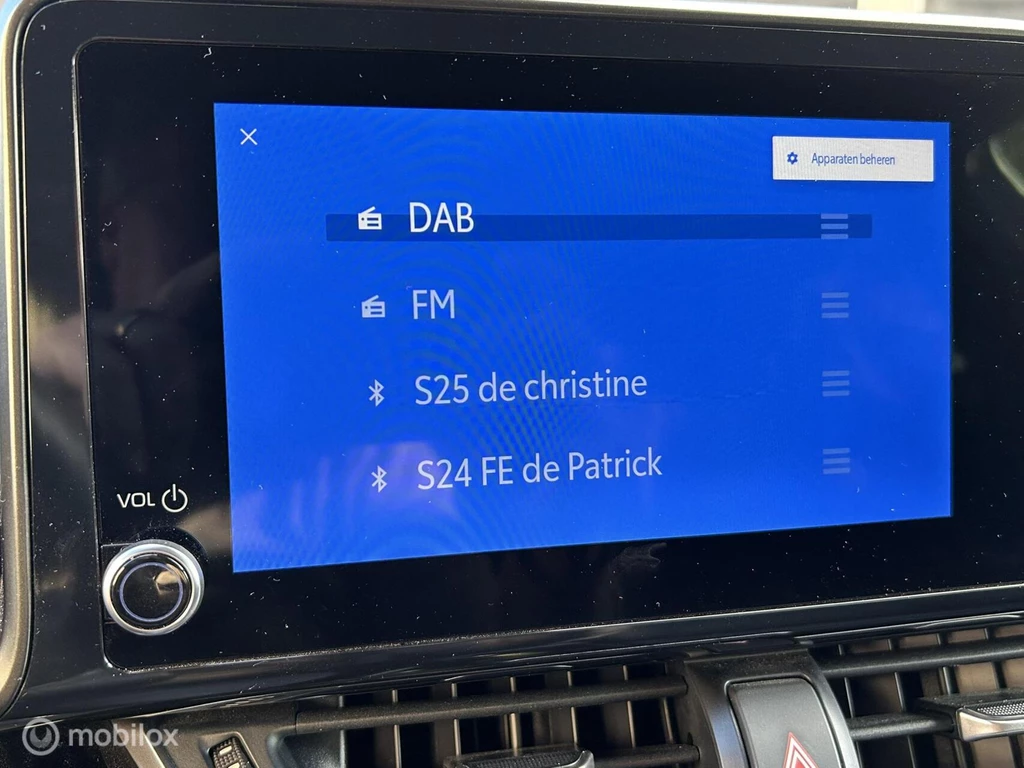 Apparaten beheren
DAB
FM
S25 de christine
S24 FE de Patrick
VOL
mobilox